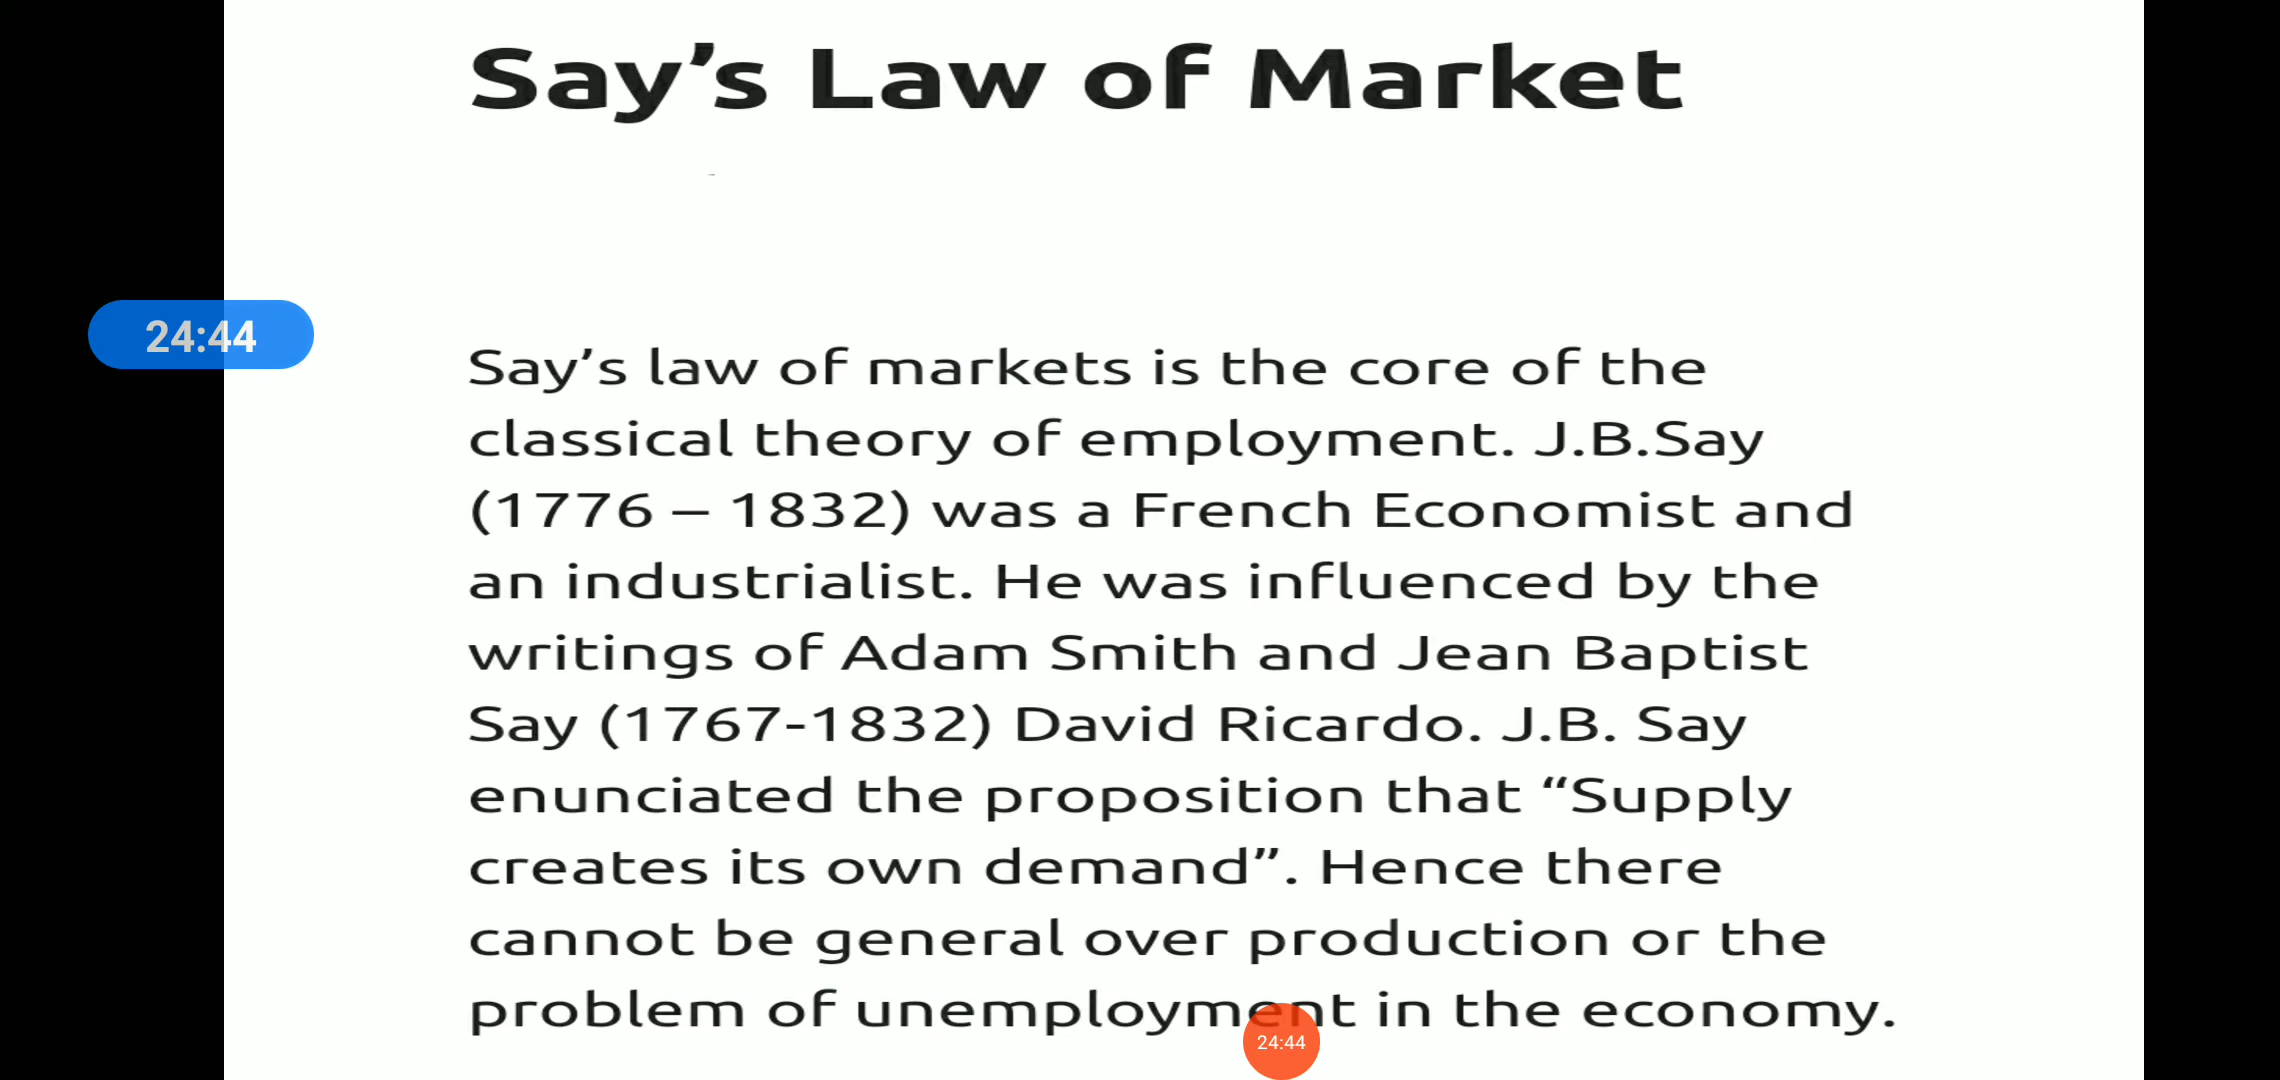 Say’s Law of Market
24:44
Say’s law of markets is the core of the
classical theory of employment. J.B.Say
(1776 – 1832) was a French Economist and
an industrialist. He was influenced by the
writings of Adam Smith and Jean Baptist
Say (1767-1832) David Ricardo. J.B. Say
enunciated the proposition that “Supply
creates its own demand”. Hence there
cannot be general over production or the
problem of unemployment in the economy.
24:44